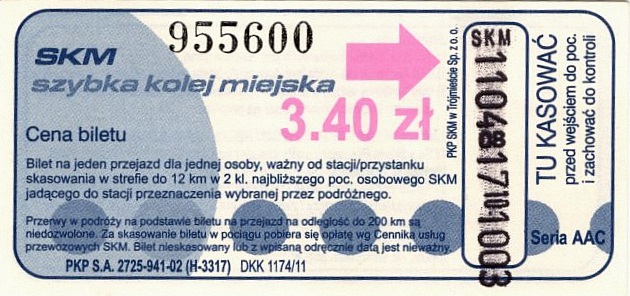 955600
SKM
szybka kolej miejska
3.40 zł
Cena biletu
Bilet na jeden przejazd dla jednej osoby, ważny od stacji/przystanku
skasowania w strefie do 12 km w 2 kl. najbliższego poc. osobowego SKM
jadącego do stacji przeznaczenia wybranej przez podróżnego.
Przerwy w podróży na podstawie biletu na przejazd na odległość do 200 km są
niedozwolone. Za skasowanie biletu w pociągu pobiera się opłatę wg Cennika usług
przewozowych SKM. Bilet nieskasowany lub z wpisaną odręcznie datą jest nieważny.
PKP S.A. 2725-941-02 (H-3317) DKK 1174/11
PKP SKM w Trójmieście Sp. z o. o.
SKM
TU KASOWAĆ
przed wejściem do poc.
i zachować do kontroli
Seria AAC